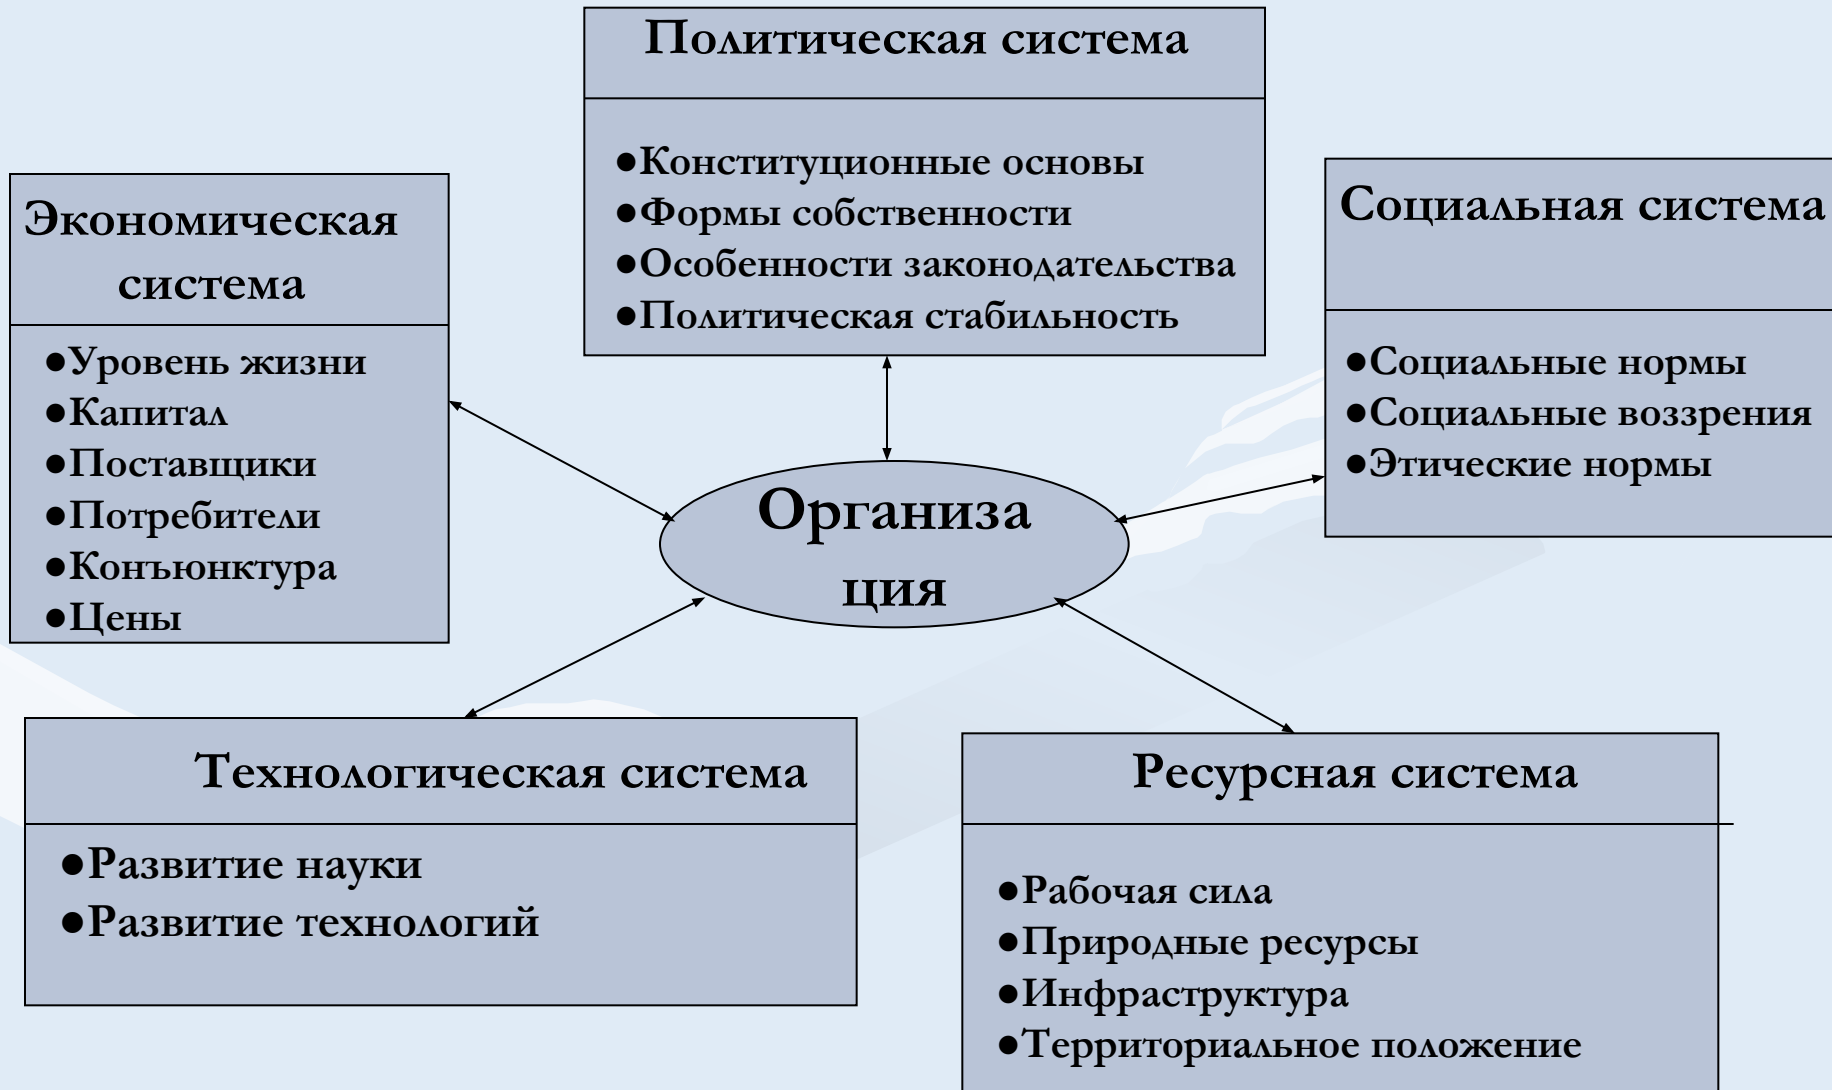 Политическая система
●Конституционные основы
●Формы собственности
●Особенности законодательства
●Политическая стабильность
Экономическая
система
●Уровень жизни
●Капитал
●Поставщики
●Потребители
●Конъюнктура
●Цены
Социальная система
●Социальные нормы
●Социальные воззрения
●Этические нормы
Организа
ция
Технологическая система
●Развитие науки
●Развитие технологий
Ресурсная система
●Рабочая сила
●Природные ресурсы
●Инфраструктура
●Территориальное положение